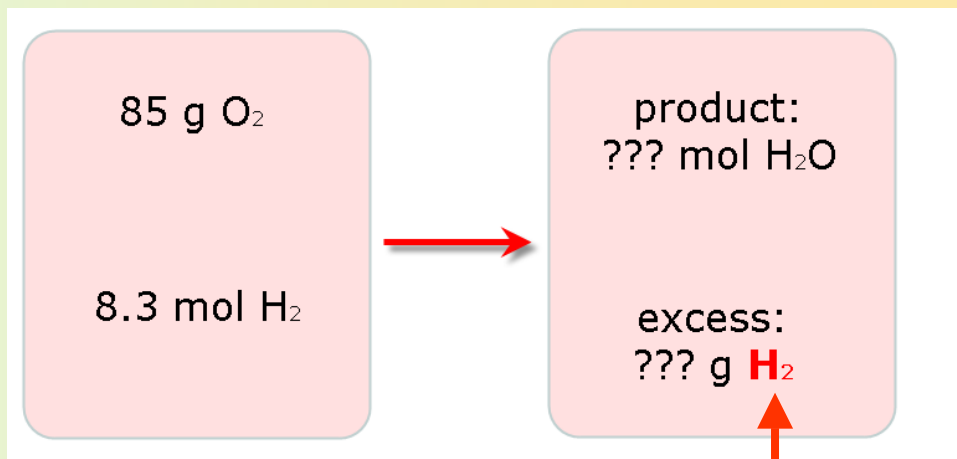 85 g O₂
8.3 mol H₂
product:
??? mol H₂O
excess:
??? g H₂